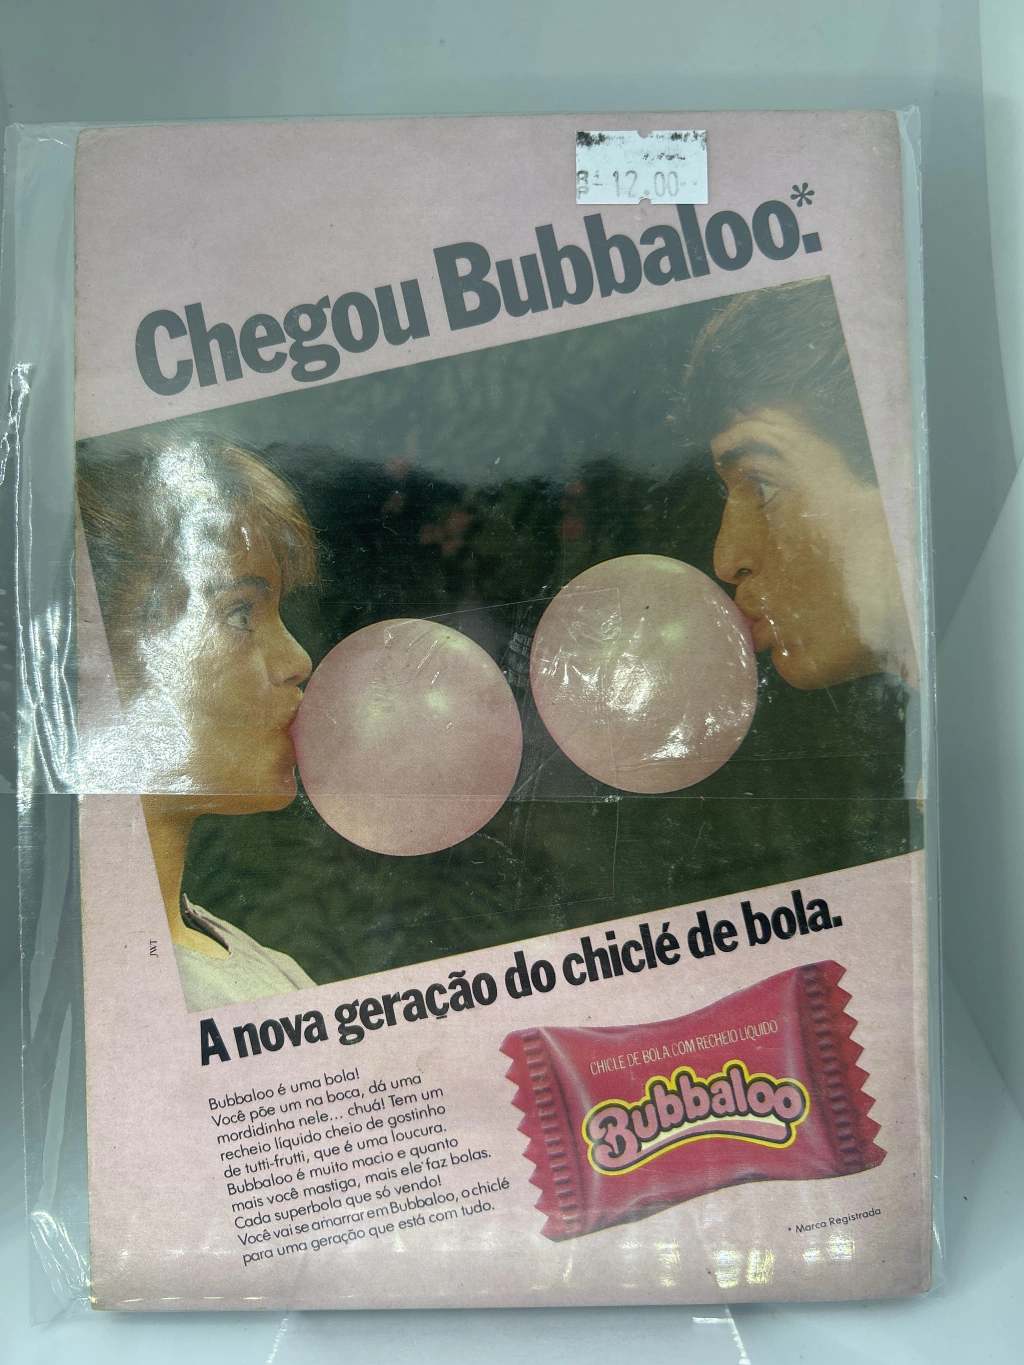 12.00
Chegou Bubbaloo.*
JWT
A nova geração do chiclé de bola.
Bubbaloo é uma bola!
Você põe um na boca, dá uma
mordidinha nele... chuá! Tem um
recheio líquido cheio de gostinho
de tutti-frutti, que é uma loucura.
Bubbaloo é muito macio e quanto
mais você mastiga, mais ele faz bolas.
Cada superbola que só vendo!
Você vai se amarrar em Bubbaloo, o chiclé
para uma geração que está com tudo.
CHICLE DE BOLA COM RECHEIO LÍQUIDO
Bubbaloo
* Marca Registrada